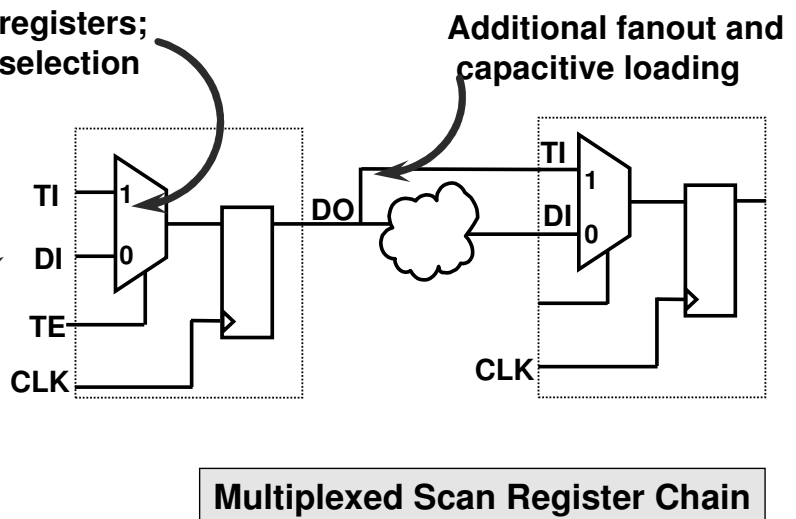 registers;
selection
Additional fanout and
capacitive loading
TI
1
DI
0
TE
CLK
DO
TI
1
DI
0
CLK
Multiplexed Scan Register Chain